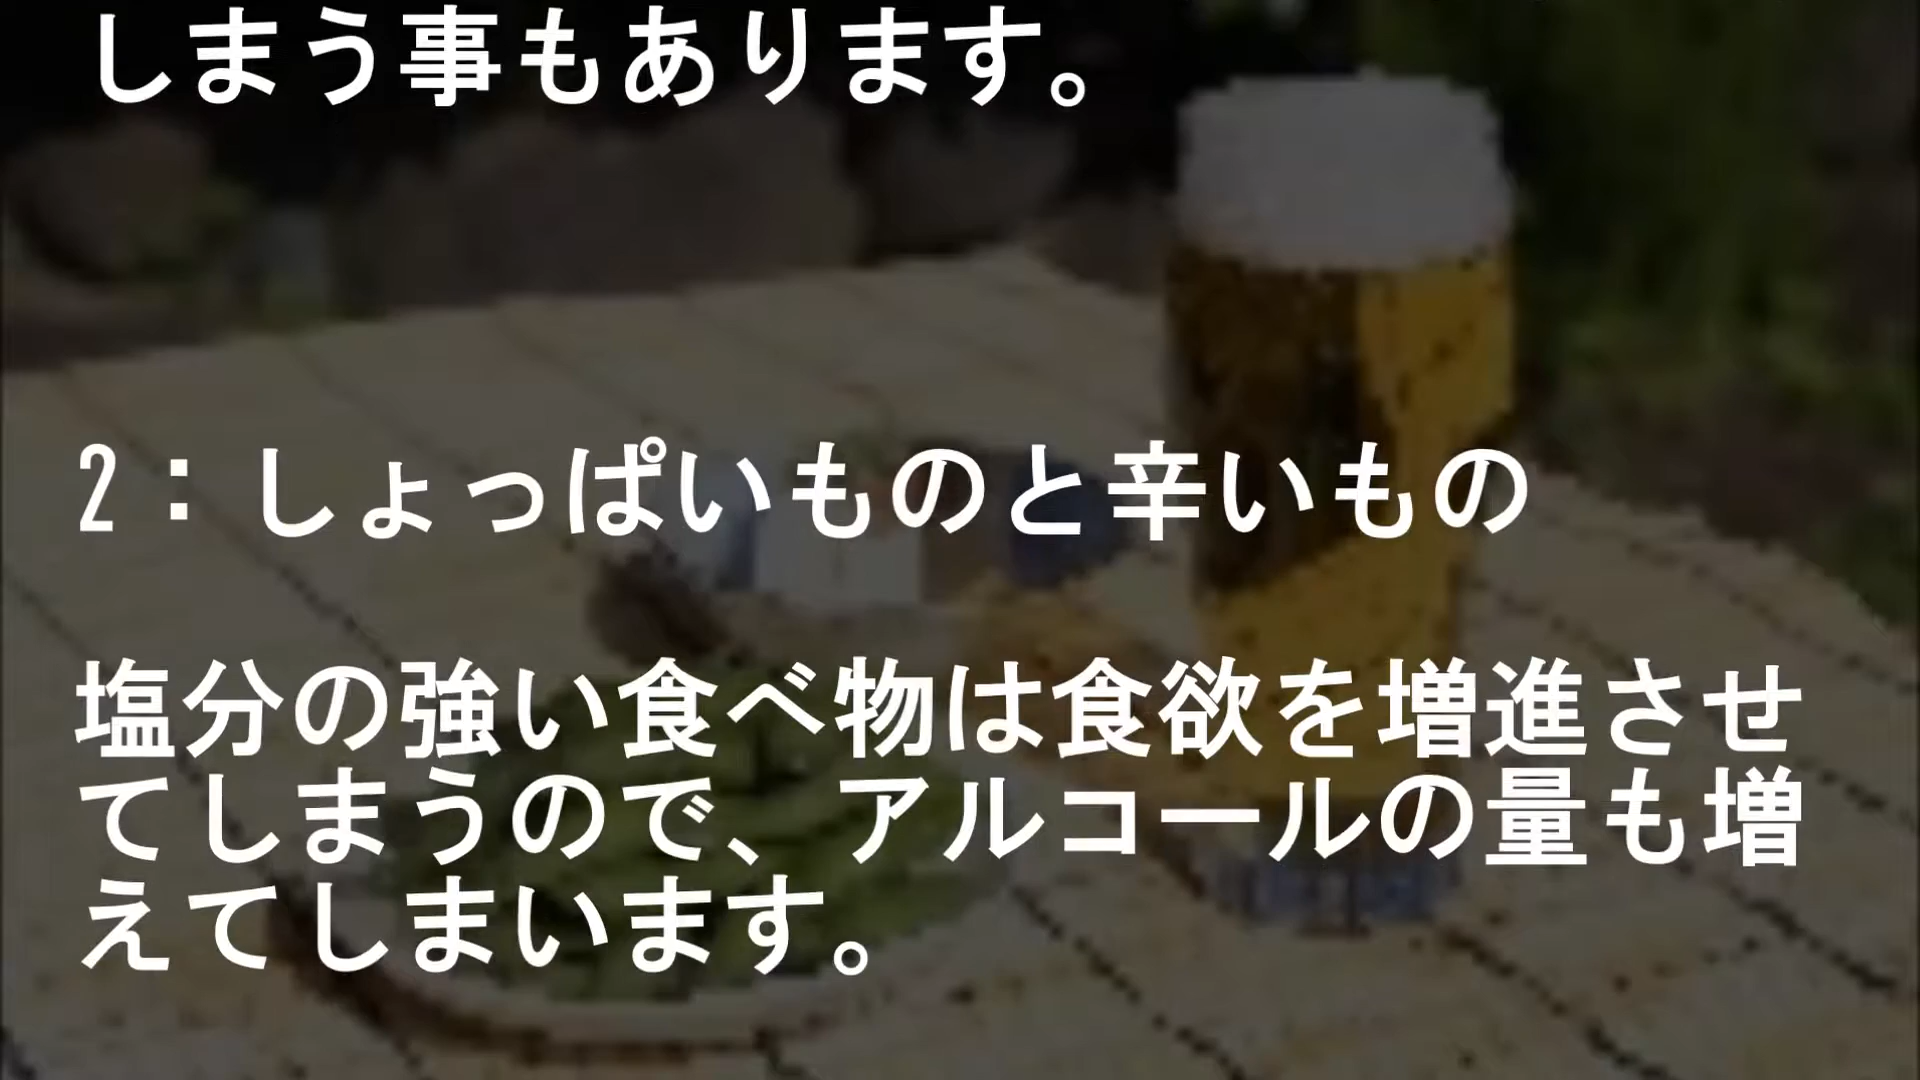 しまう事もあります。
2：しょっぱいものと辛いもの
塩分の強い食べ物は食欲を増進させ
てしまうので、アルコールの量も増
えてしまいます。